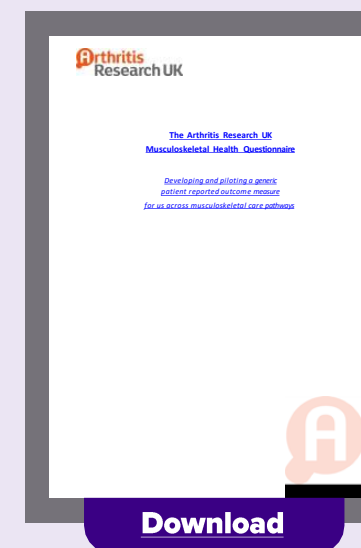 Arthritis
Research UK
The Arthritis Research UK
Musculoskeletal Health Questionnaire
Developing and piloting a generic
patient reported outcome measure
for us across musculoskeletal care pathways
A
Download